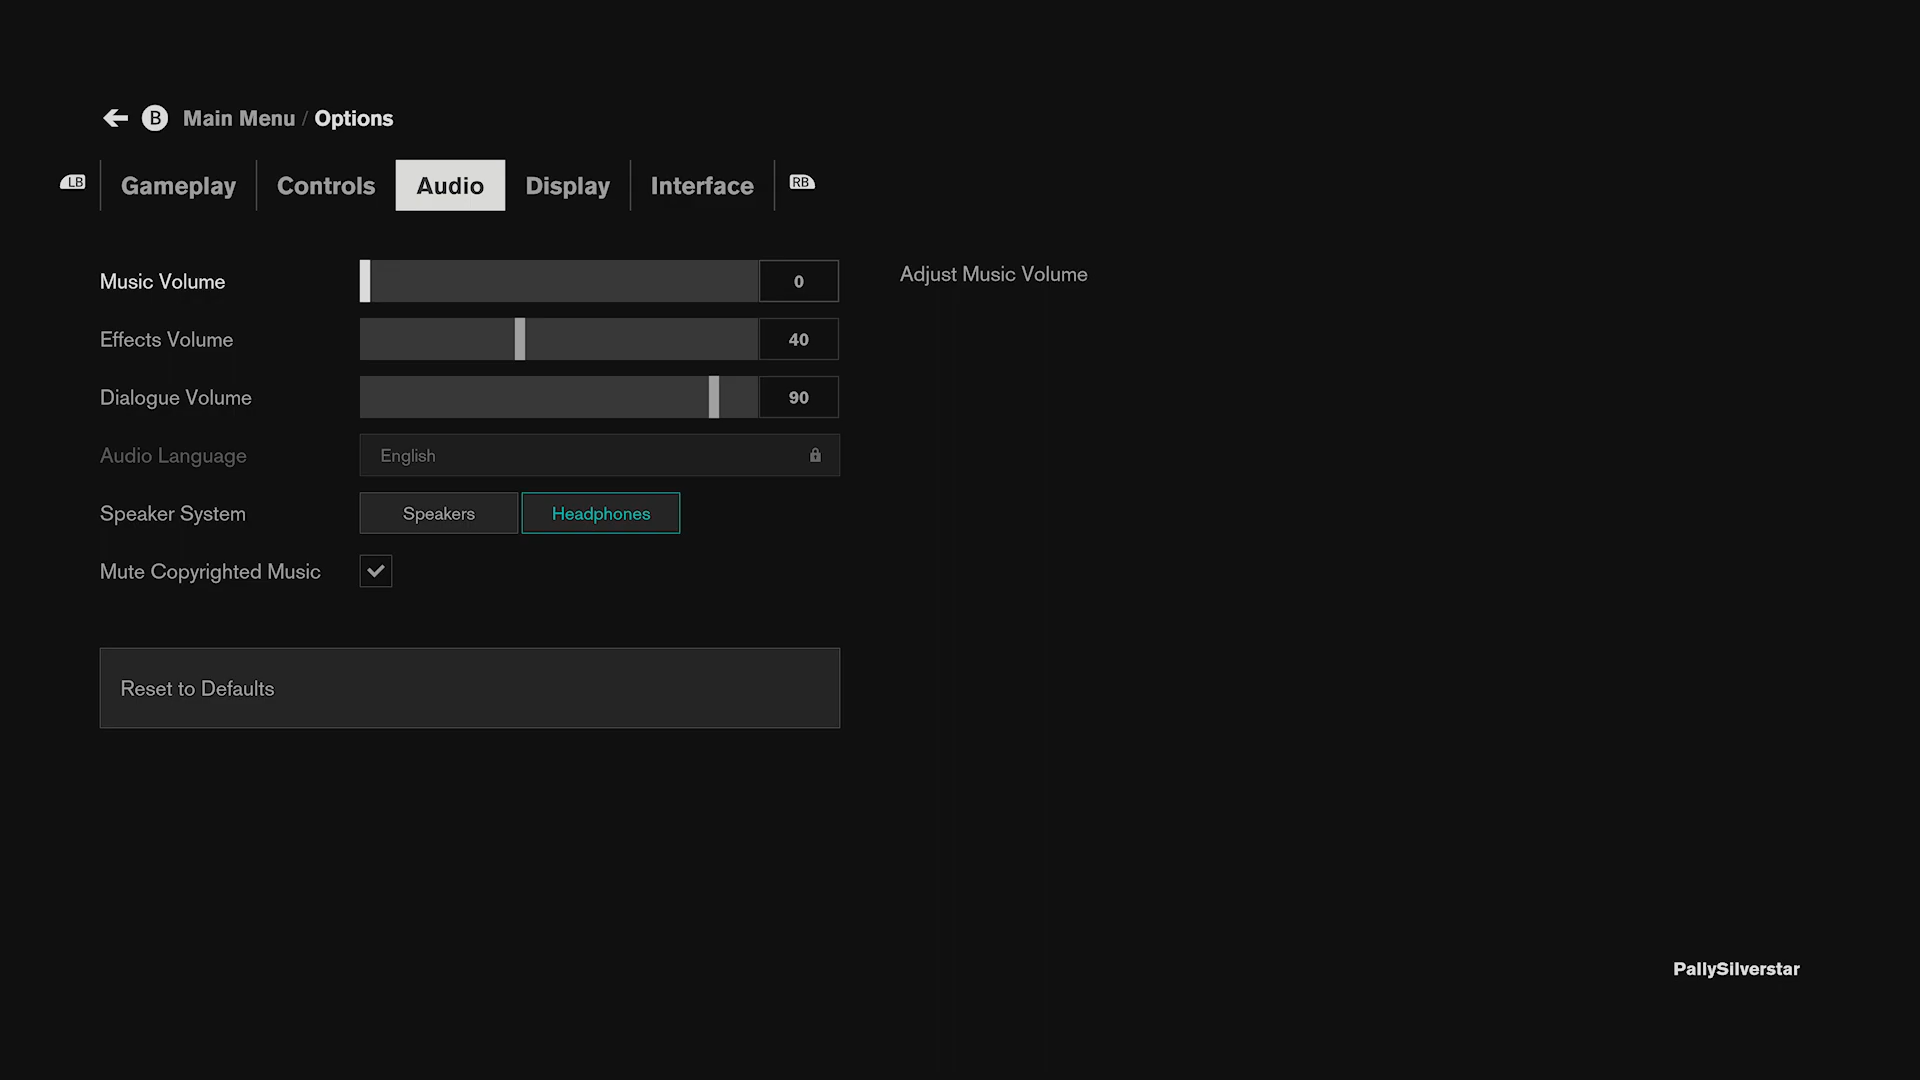 B Main Menu / Options
LB Gameplay Controls Audio Display Interface RB
Music Volume 0
Adjust Music Volume
Effects Volume 40
Dialogue Volume 90
Audio Language English
Speaker System Speakers Headphones
Mute Copyrighted Music
Reset to Defaults
PallySilverstar